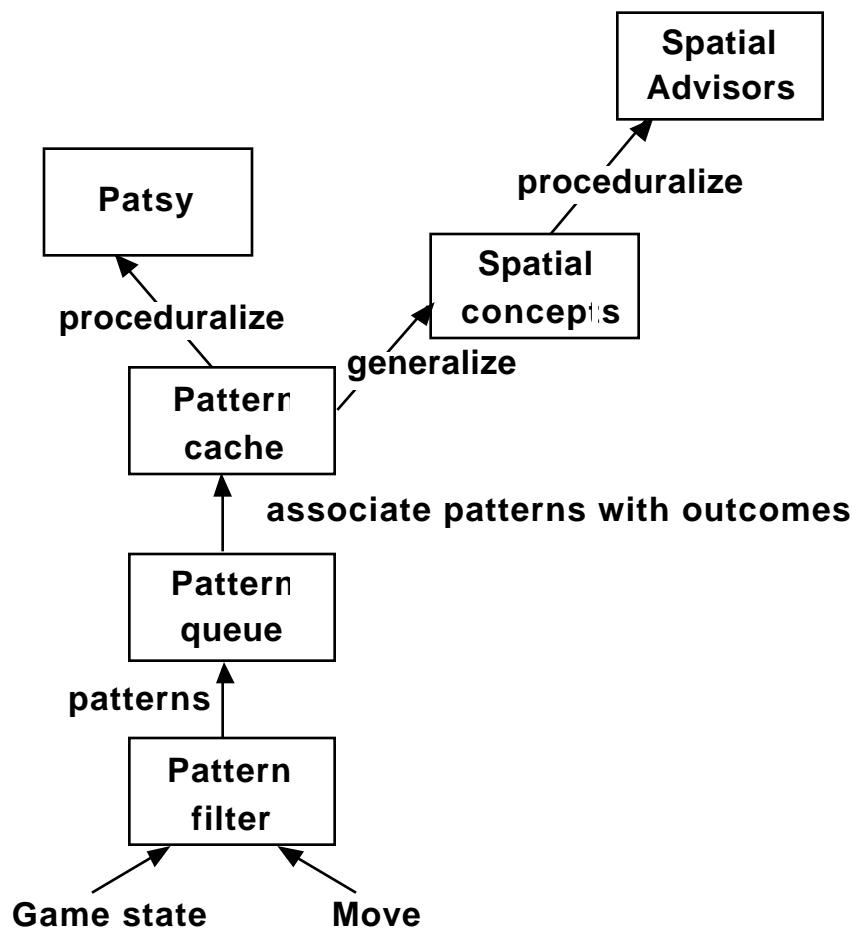 Spatial
Advisors
Patsy
proceduralize
Spatial
concepts
proceduralize
generalize
Pattern
cache
associate patterns with outcomes
Pattern
queue
patterns
Pattern
filter
Game state
Move